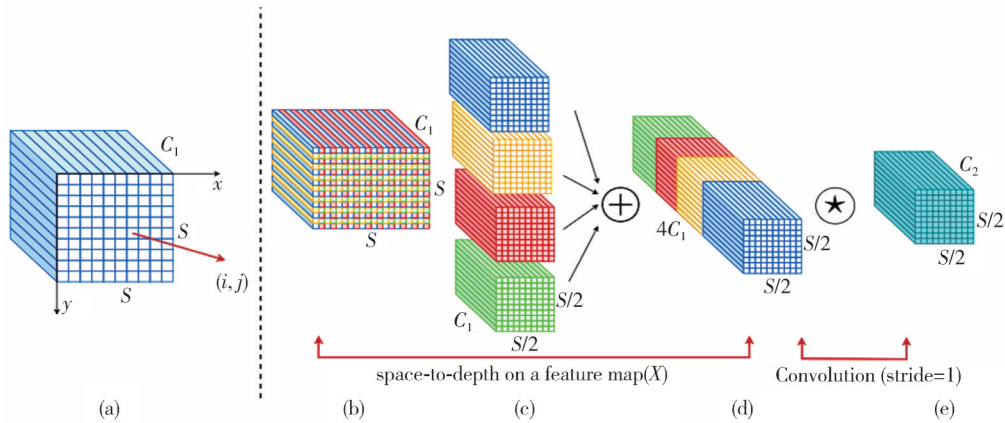 C1
x
S
S
(i, j)
y
C1
S
S
C1
S/2
S/2
4C1
S/2
S/2
C2
S/2
S/2
space-to-depth on a feature map(X)
Convolution (stride=1)
(a)
(b)
(c)
(d)
(e)